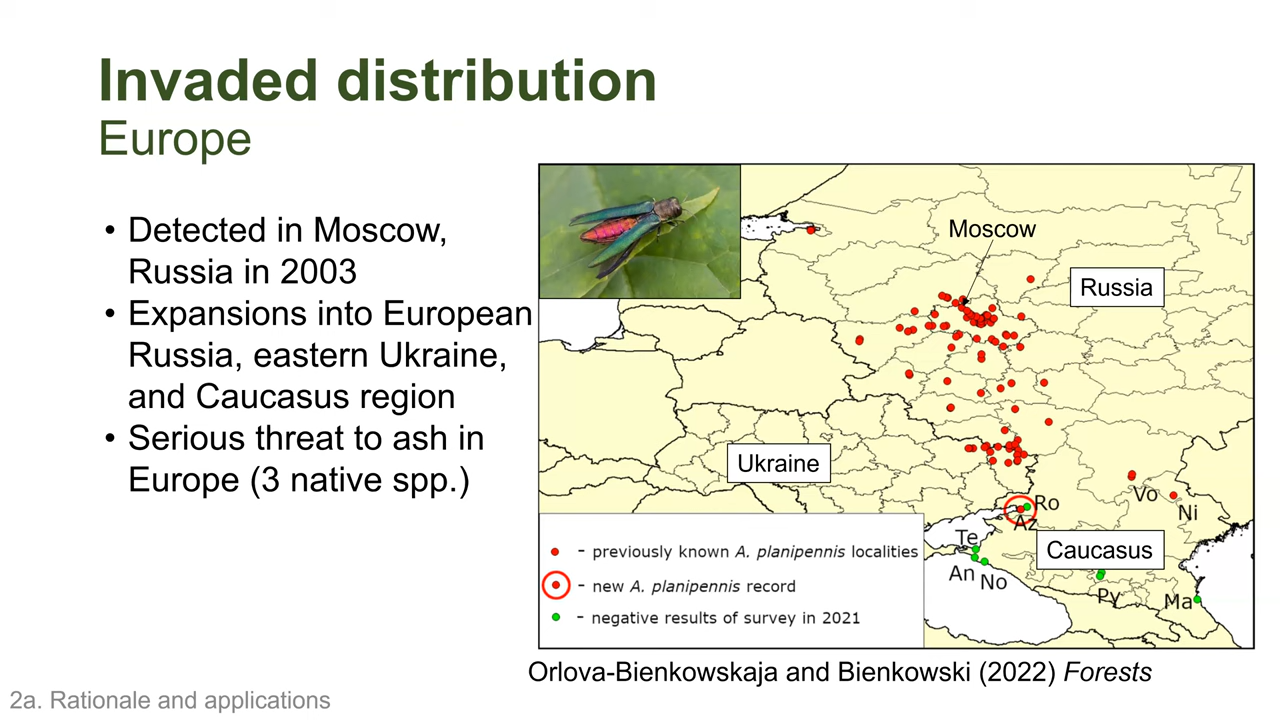 Invaded distribution
Europe
• Detected in Moscow,
Russia in 2003
• Expansions into European
Russia, eastern Ukraine,
and Caucasus region
• Serious threat to ash in
Europe (3 native spp.)
Moscow
Russia
Ukraine
Vo
Ni
Ro
Az
Te
Caucasus
An
No
Py
Ma
- previously known A. planipennis localities
- new A. planipennis record
- negative results of survey in 2021
Orlova-Bienkowskaja and Bienkowski (2022) Forests
2a. Rationale and applications